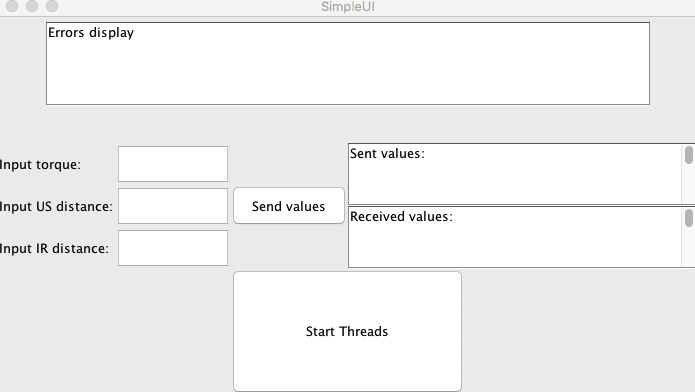 SimpleUI
Errors display
Input torque:
Input US distance:
Input IR distance:
Send values
Sent values:
Received values:
Start Threads